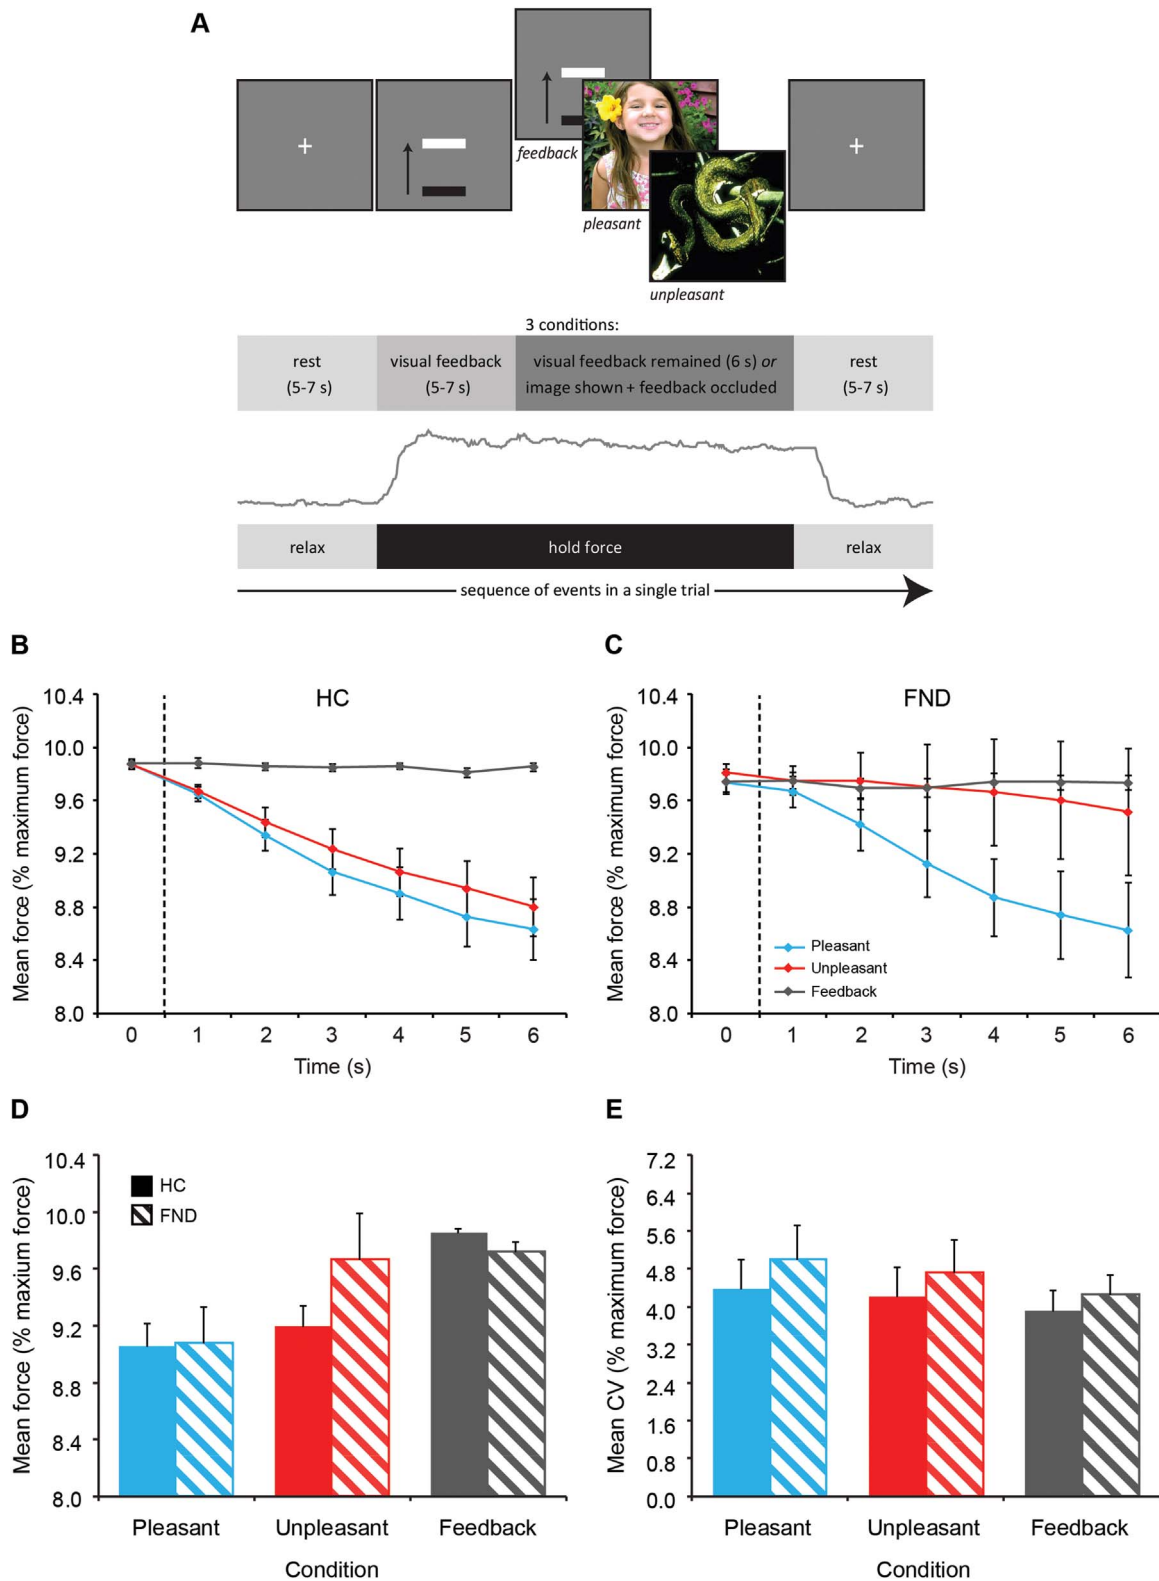 A
+
+
feedback
pleasant
unpleasant
3 conditions:
rest
(5-7 s)
visual feedback
(5-7 s)
visual feedback remained (6 s) or
image shown + feedback occluded
rest
(5-7 s)
relax
hold force
relax
sequence of events in a single trial
B
HC
Mean force (% maximum force)
10.4
10.0
9.6
9.2
8.8
8.4
8.0
0 1 2 3 4 5 6
Time (s)
C
FND
Mean force (% maximum force)
10.4
10.0
9.6
9.2
8.8
8.4
8.0
Pleasant
Unpleasant
Feedback
0 1 2 3 4 5 6
Time (s)
D
Mean force (% maxium force)
10.4
10.0
9.6
9.2
8.8
8.4
8.0
HC
FND
Pleasant Unpleasant Feedback
Condition
E
Mean CV (% maximum force)
7.2
6.4
5.6
4.8
4.0
3.2
2.4
1.6
0.8
0.0
Pleasant Unpleasant Feedback
Condition